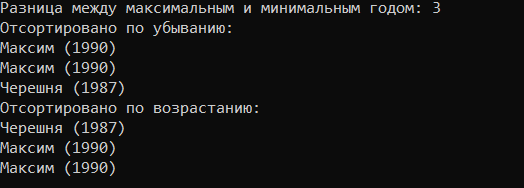 Разница между максимальным и минимальным годом: 3
Отсортировано по убыванию:
Максим (1990)
Максим (1990)
Черешня (1987)
Отсортировано по возрастанию:
Черешня (1987)
Максим (1990)
Максим (1990)